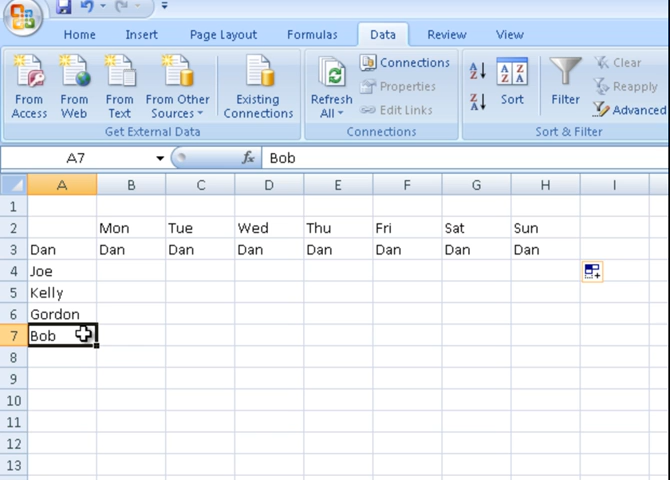 Home Insert Page Layout Formulas Data Review View
From Access
From Web
From Text
From Other Sources
Existing Connections
Get External Data
Refresh All
Connections
Properties
Edit Links
Connections
A Z
Z A
A Z Z A
Sort
Filter
Clear
Reapply
Advanced
Sort & Filter
A7 fx Bob
A B C D E F G H I
1
2 Mon Tue Wed Thu Fri Sat Sun
3 Dan Dan Dan Dan Dan Dan Dan Dan
4 Joe
5 Kelly
6 Gordon
7 Bob
8
9
10
11
12
13